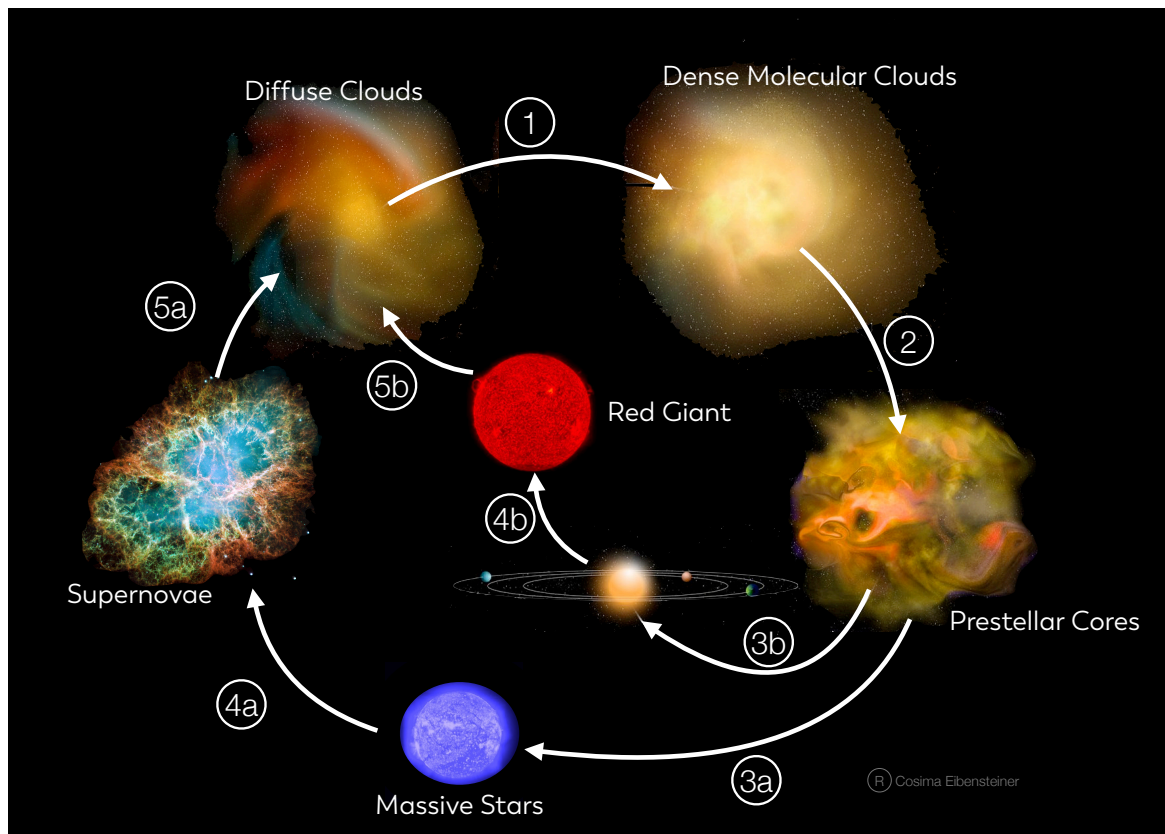 Diffuse Clouds
Dense Molecular Clouds
1
2
5a
5b
Red Giant
4b
Supernovae
Prestellar Cores
3b
4a
3a
Massive Stars
R Cosima Eibensteiner